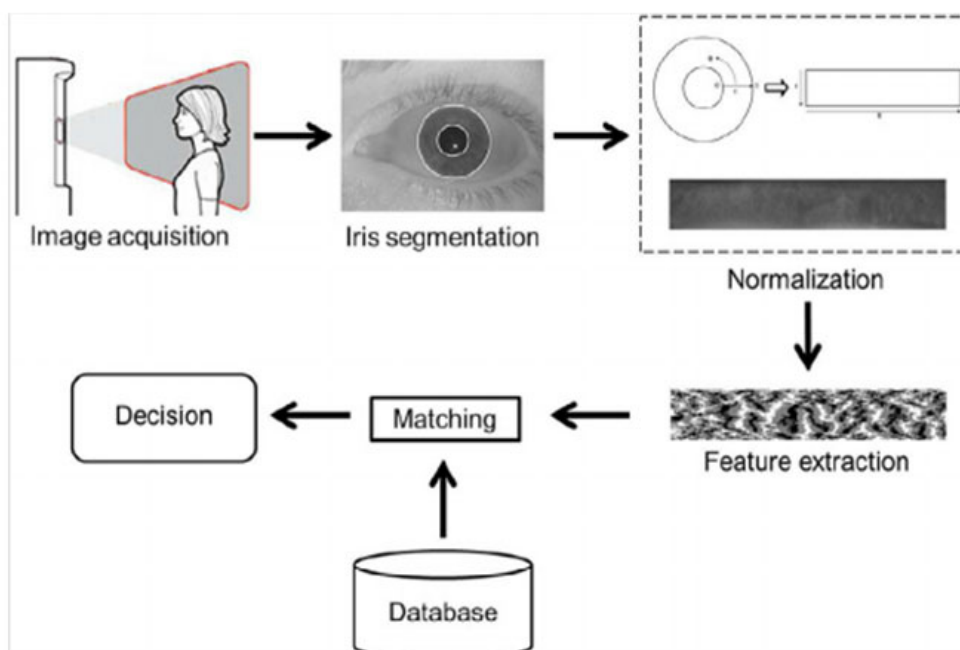 Image acquisition
Iris segmentation
Normalization
Feature extraction
Matching
Decision
Database